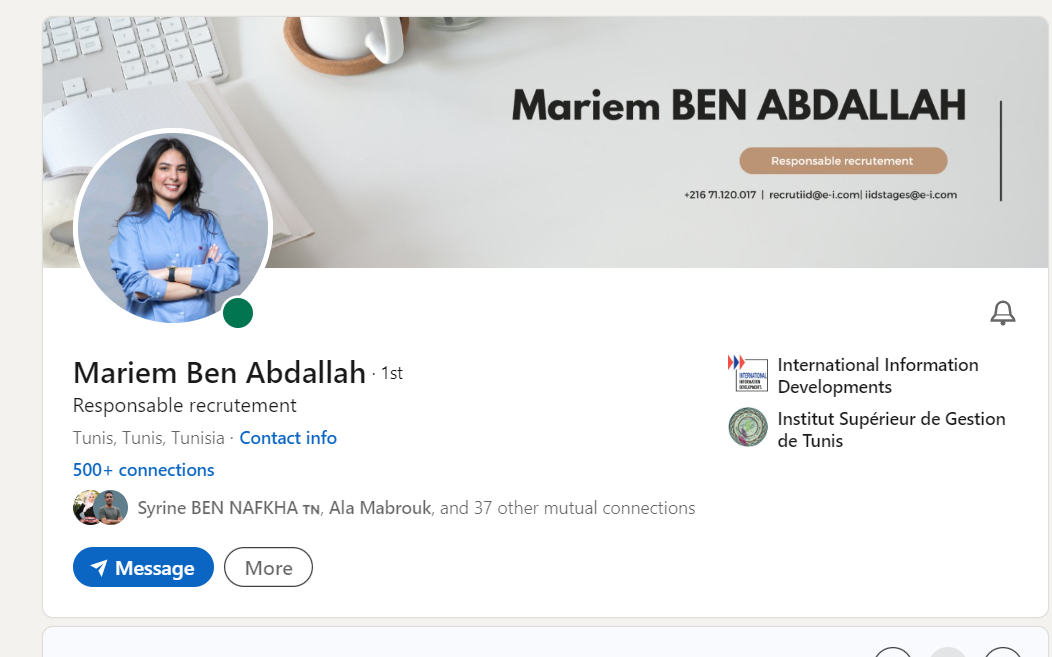 Mariem BEN ABDALLAH
Responsable recrutement
+216 71.120.017 | recrutiid@e-i.com| iidstages@e-i.com
Mariem Ben Abdallah · 1st
Responsable recrutement
Tunis, Tunis, Tunisia · Contact info
500+ connections
Syrine BEN NAFKHA ᴛɴ, Ala Mabrouk, and 37 other mutual connections
Message
More
INTERNATIONAL
INFORMATION
DEVELOPMENTS
International Information
Developments
Institut Supérieur de Gestion
de Tunis